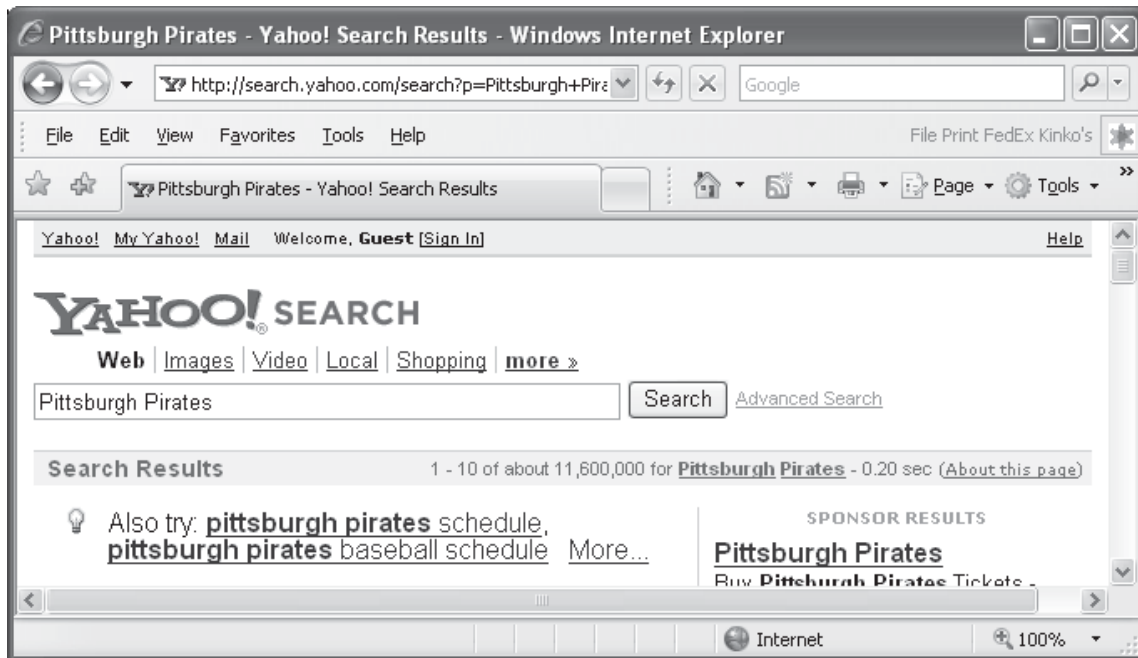 Pittsburgh Pirates - Yahoo! Search Results - Windows Internet Explorer
http://search.yahoo.com/search?p=Pittsburgh+Pira
Google
File Edit View Favorites Tools Help File Print FedEx Kinko's
Pittsburgh Pirates - Yahoo! Search Results Page Tools »
Yahoo! My Yahoo! Mail Welcome, Guest [Sign In] Help
YAHOO!® SEARCH
Web | Images | Video | Local | Shopping | more »
Pittsburgh Pirates Search Advanced Search
Search Results 1 - 10 of about 11,600,000 for Pittsburgh Pirates - 0.20 sec (About this page)
Also try: pittsburgh pirates schedule,
pittsburgh pirates baseball schedule More...
SPONSOR RESULTS
Pittsburgh Pirates
Buy Pittsburgh Pirates Tickets -
Internet 100%